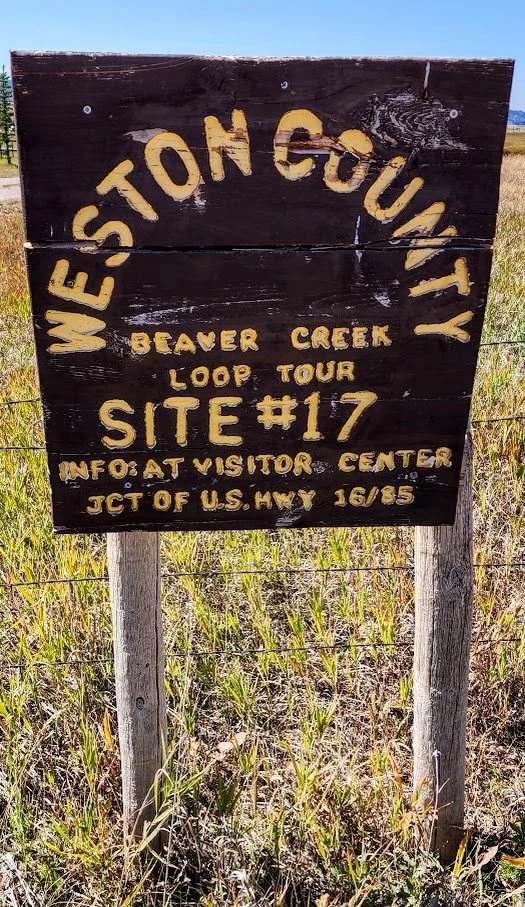 WESTON COUNTY
BEAVER CREEK
LOOP TOUR
SITE #17
INFO: AT VISITOR CENTER
JCT OF U.S. HWY 16/85